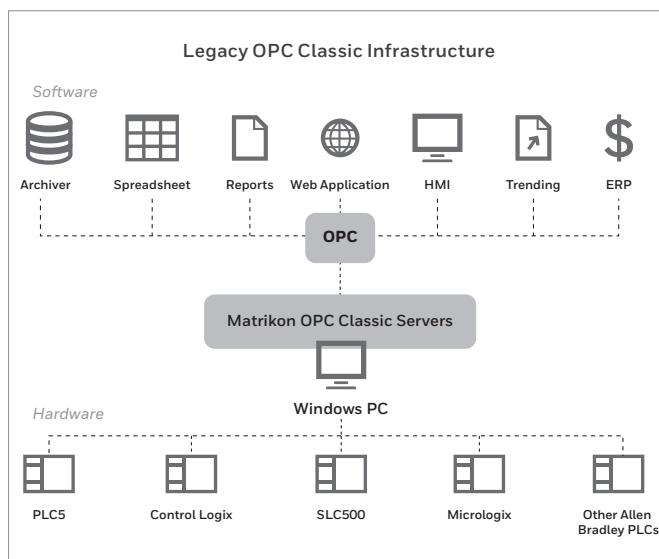 Legacy OPC Classic Infrastructure
Software
Archiver
Spreadsheet
Reports
Web Application
HMI
Trending
$
ERP
OPC
Matrikon OPC Classic Servers
Windows PC
Hardware
PLC5
Control Logix
SLC500
Micrologix
Other Allen
Bradley PLCs